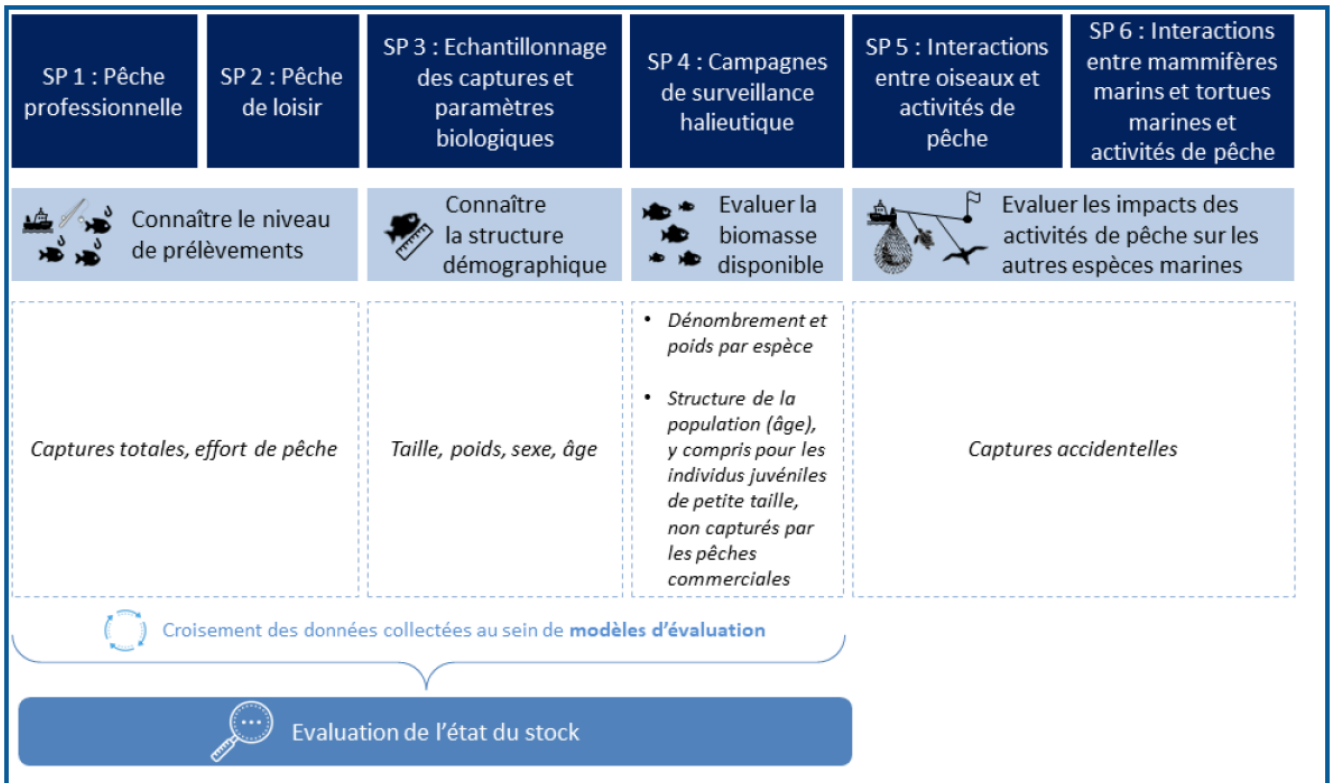 SP 1 : Pêche
professionnelle
SP 2 : Pêche
de loisir
SP 3 : Echantillonnage
des captures et
paramètres
biologiques
SP 4 : Campagnes
de surveillance
halieutique
SP 5 : Interactions
entre oiseaux et
activités de
pêche
SP 6 : Interactions
entre mammifères
marins et tortues
marines et
activités de pêche
Connaître le niveau
de prélèvements
Connaître
la structure
démographique
Evaluer la
biomasse
disponible
Evaluer les impacts des
activités de pêche sur les
autres espèces marines
Captures totales, effort de pêche
Taille, poids, sexe, âge
• Dénombrement et
poids par espèce
• Structure de la
population (âge),
y compris pour les
individus juvéniles
de petite taille,
non capturés par
les pêches
commerciales
Captures accidentelles
Croisement des données collectées au sein de modèles d'évaluation
Evaluation de l'état du stock